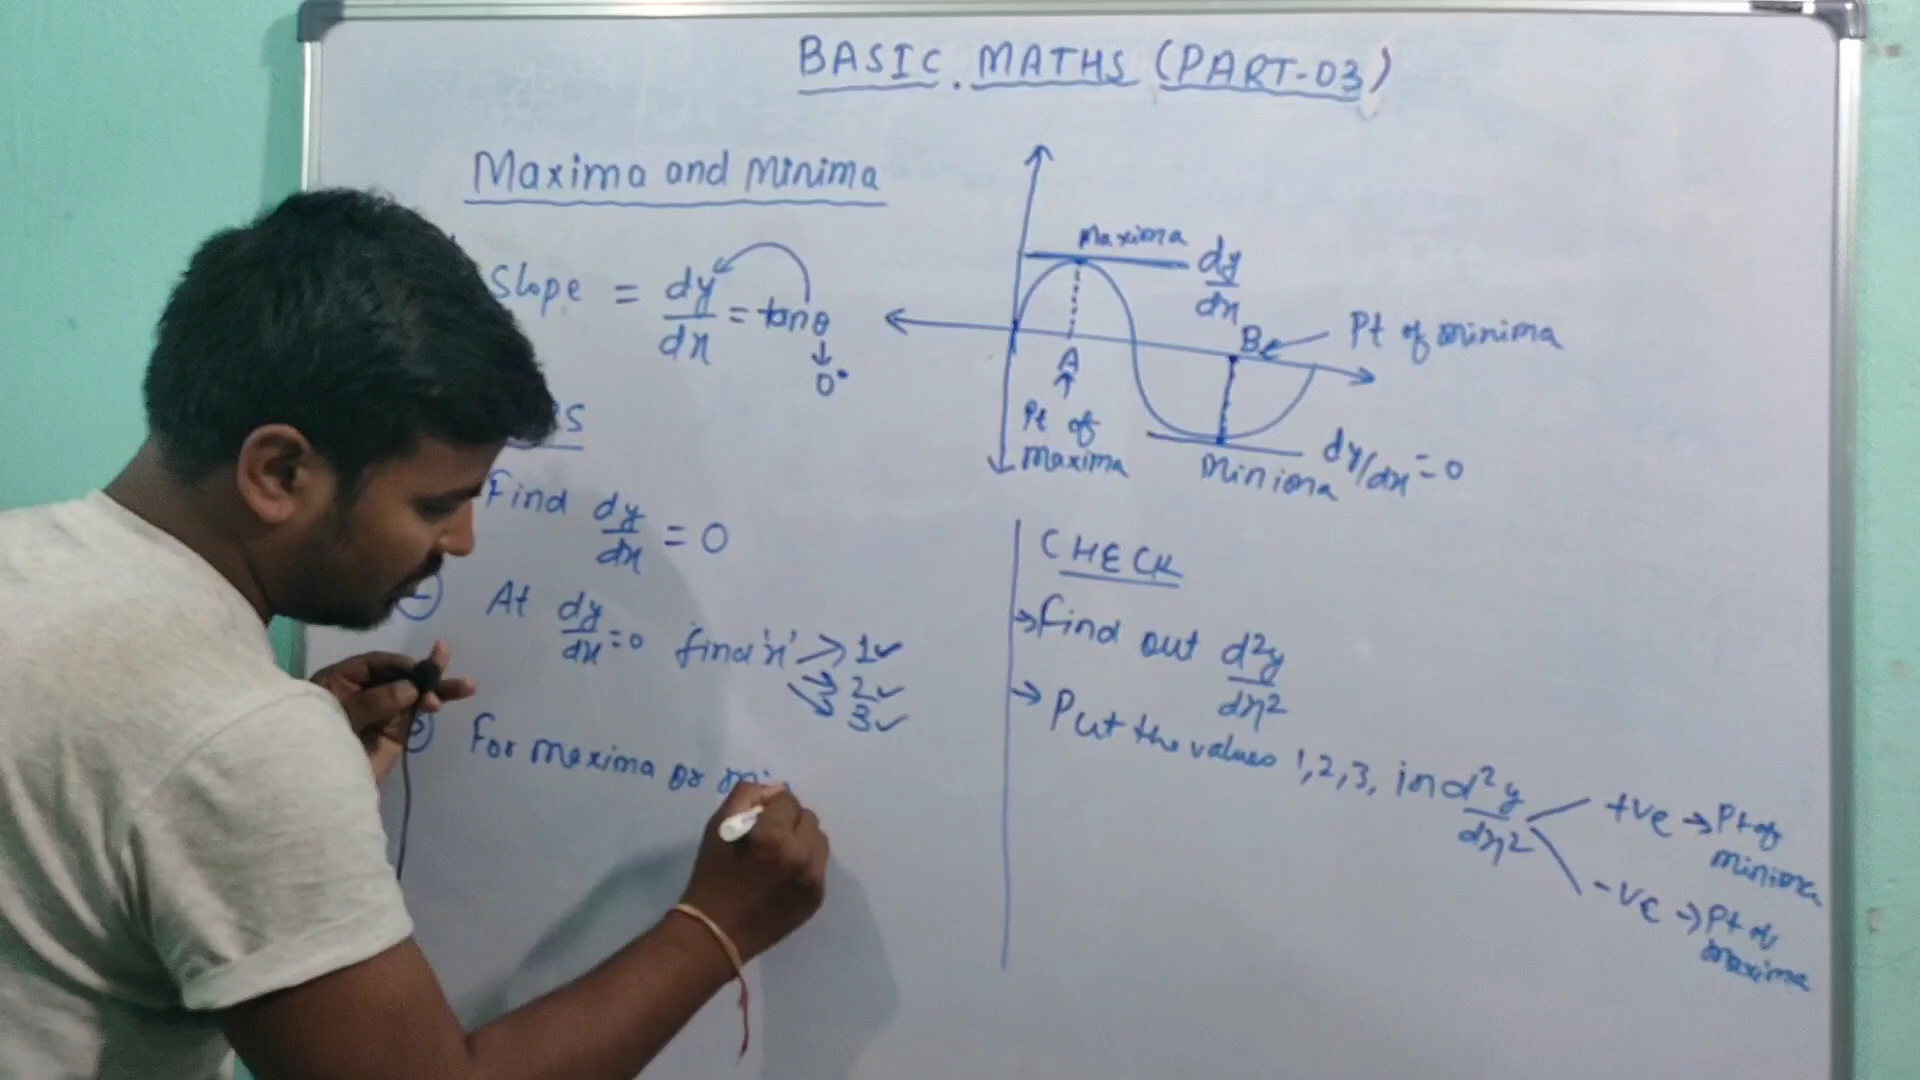 BASIC MATHS (PART-03)
Maxima and Minima
Slope = dy/dx = tanθ
↓
0°
Maxima
dy/dx
A
↑
Pt of
Maxima
B
Pt of minima
Minima
dy/dx = 0
Find dy/dx = 0
At dy/dx = 0 find 'x' → 1✓
→ 2✓
→ 3✓
For maxima or mi
CHECK
→ Find out d²y/dx²
→ Put the values 1,2,3, in d²y/dx²
+ve → Pt of
minima
-ve → Pt of
maxima